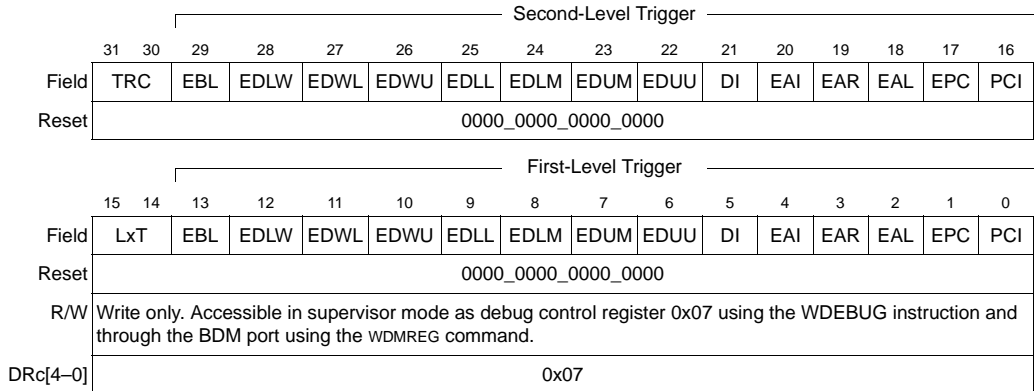 Second-Level Trigger
31 30 29 28 27 26 25 24 23 22 21 20 19 18 17 16
Field TRC EBL EDLW EDWL EDWU EDLL EDLM EDUM EDUU DI EAI EAR EAL EPC PCI
Reset 0000_0000_0000_0000
First-Level Trigger
15 14 13 12 11 10 9 8 7 6 5 4 3 2 1 0
Field LxT EBL EDLW EDWL EDWU EDLL EDLM EDUM EDUU DI EAI EAR EAL EPC PCI
Reset 0000_0000_0000_0000
R/W Write only. Accessible in supervisor mode as debug control register 0x07 using the WDEBUG instruction and
through the BDM port using the WDMREG command.
DRc[4–0] 0x07